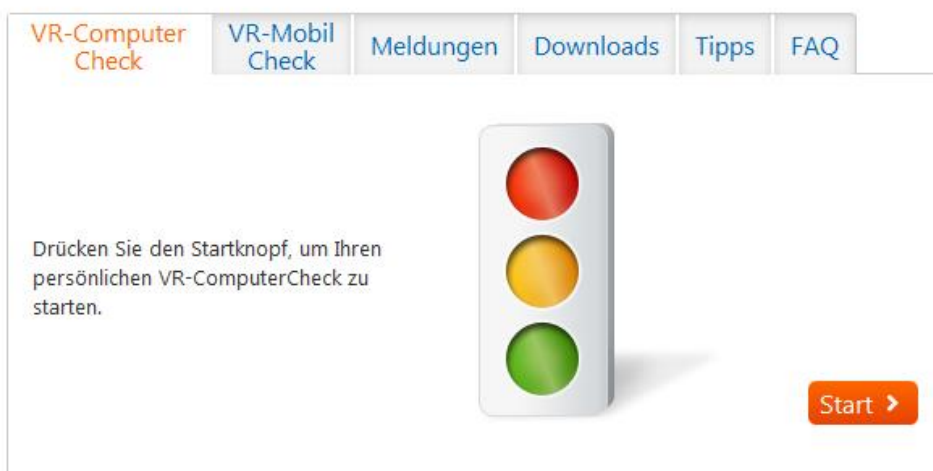 VR-Computer
Check
VR-Mobil
Check
Meldungen
Downloads
Tipps
FAQ
Drücken Sie den Startknopf, um Ihren
persönlichen VR-ComputerCheck zu
starten.
Start